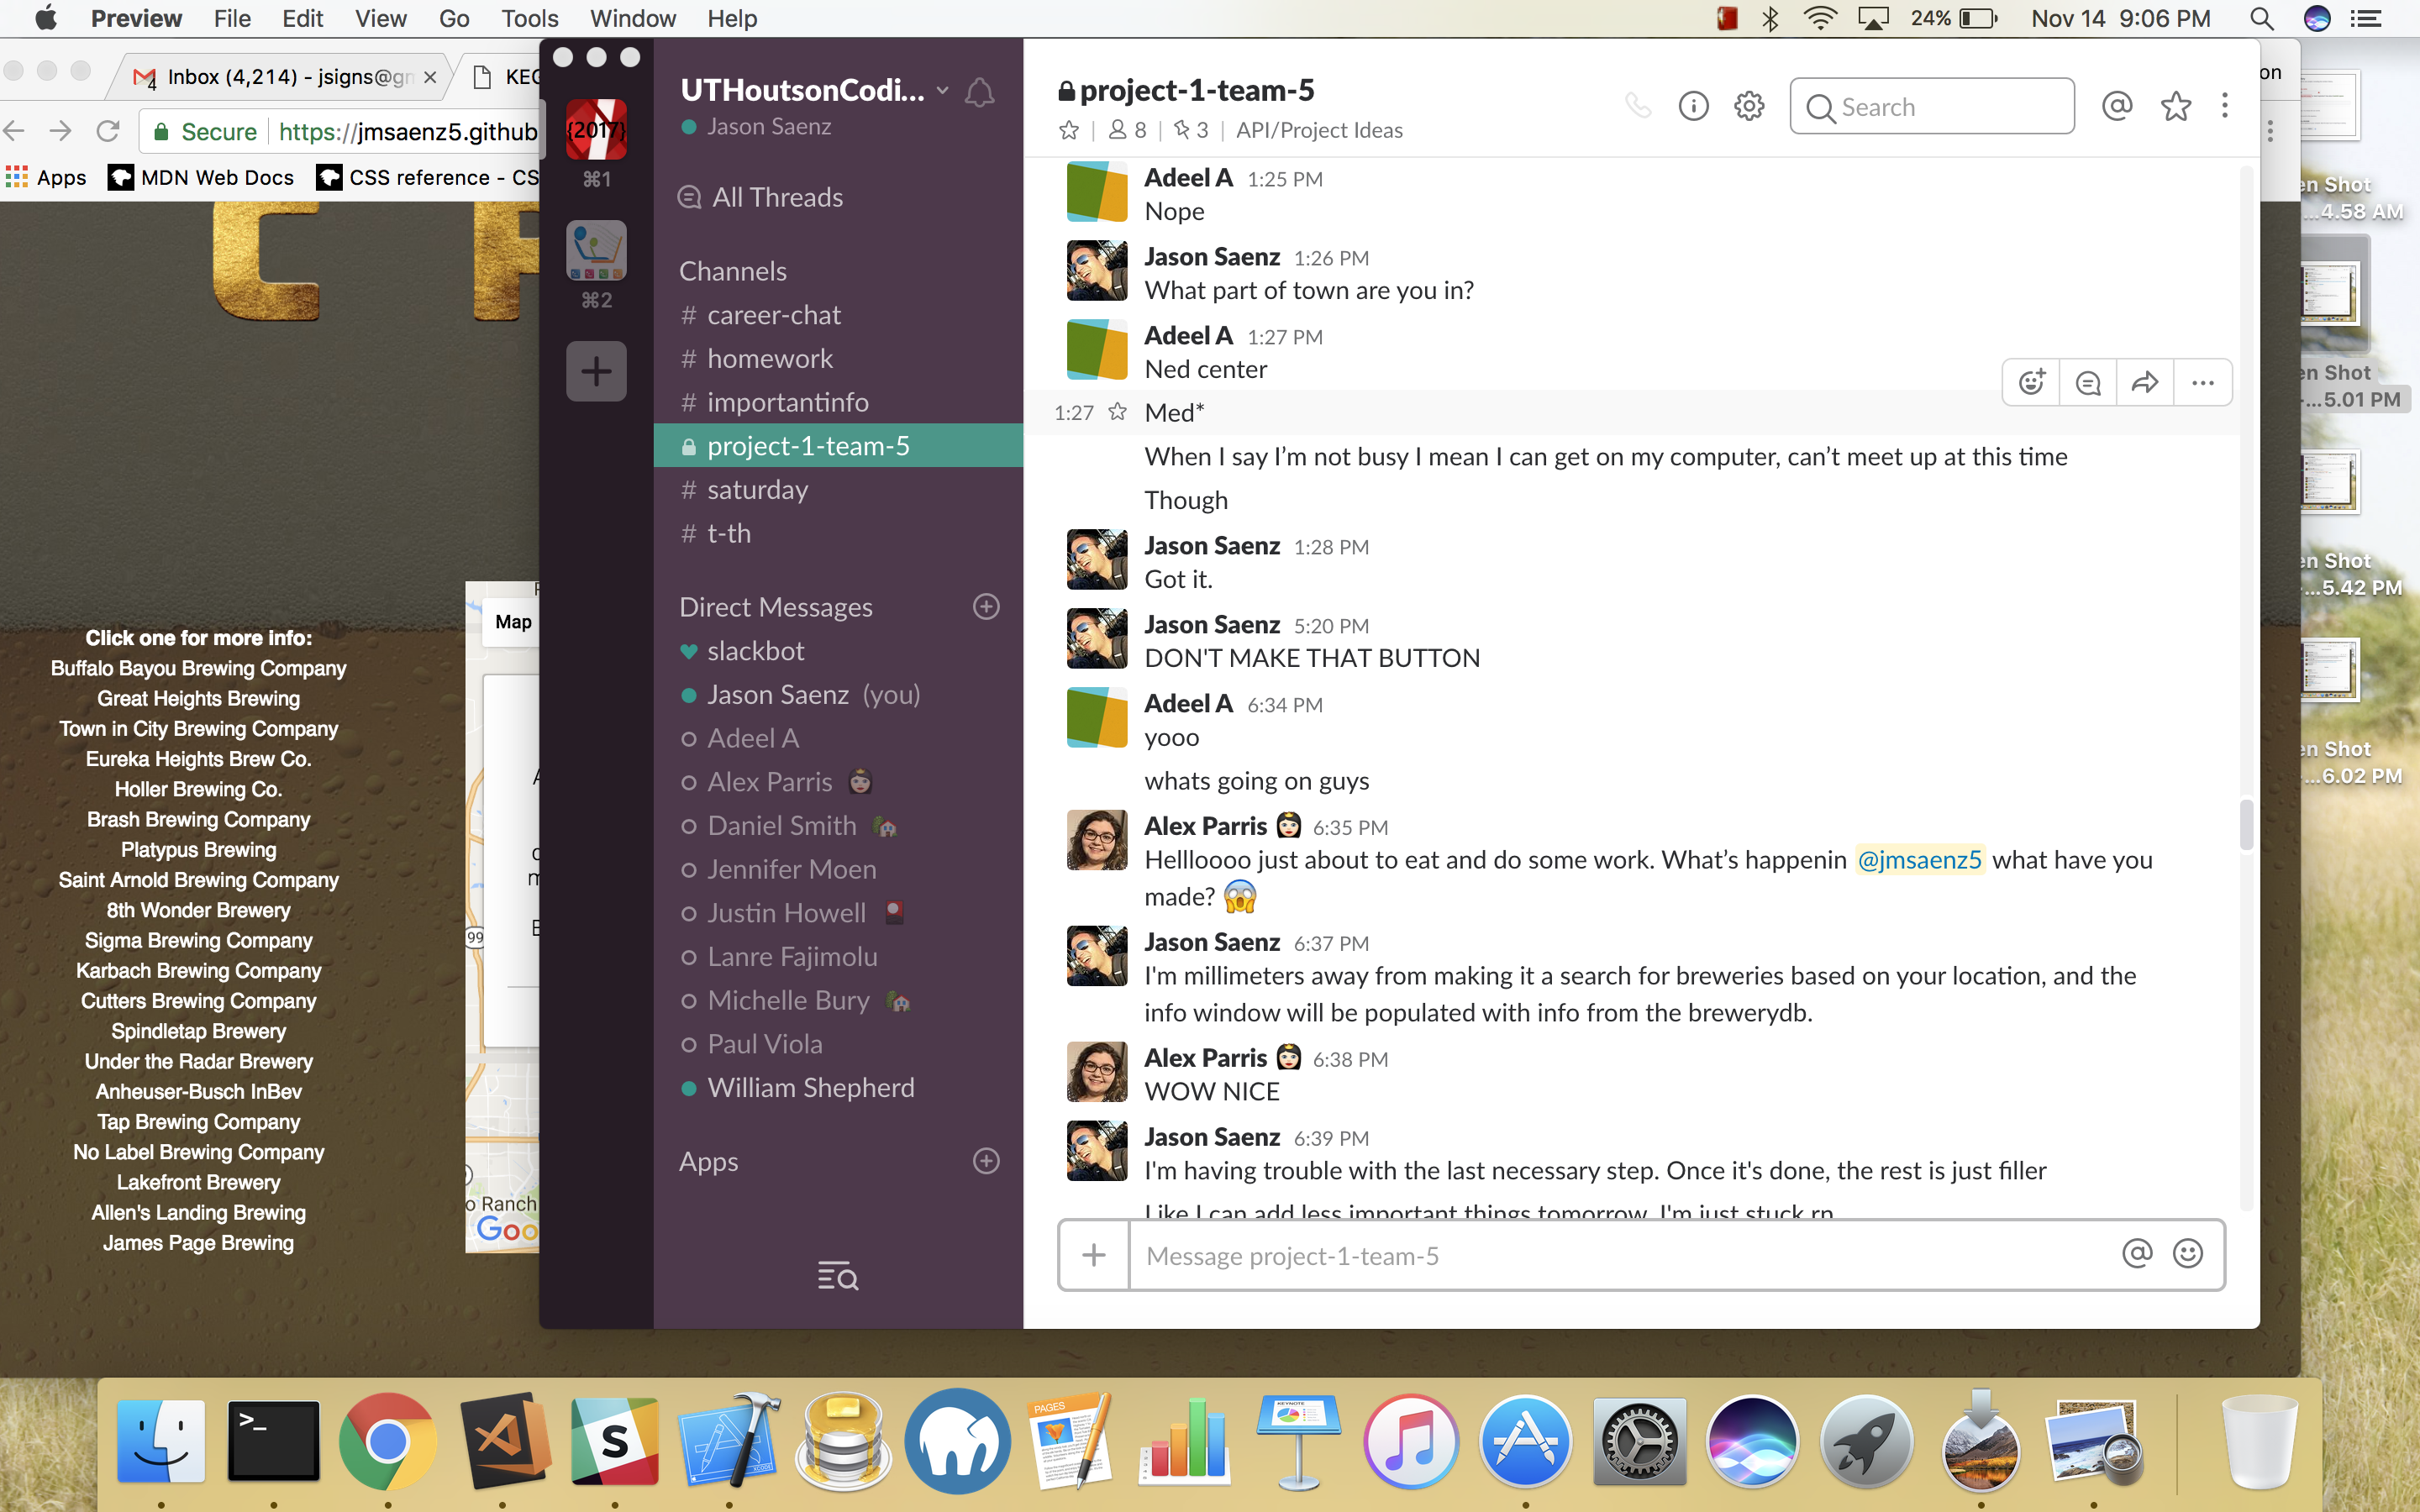 Preview File Edit View Go Tools Window Help
24% Nov 14 9:06 PM
Inbox (4,214) - jsigns@gm
4
Secure https://jmsaenz5.github
Apps MDN Web Docs CSS reference - CS
C
Click one for more info:
Buffalo Bayou Brewing Company
Great Heights Brewing
Town in City Brewing Company
Eureka Heights Brew Co.
Holler Brewing Co.
Brash Brewing Company
Platypus Brewing
Saint Arnold Brewing Company
8th Wonder Brewery
Sigma Brewing Company
Karbach Brewing Company
Cutters Brewing Company
Spindletap Brewery
Under the Radar Brewery
Anheuser-Busch InBev
Tap Brewing Company
No Label Brewing Company
Lakefront Brewery
Allen's Landing Brewing
James Page Brewing
Map
99
o Ranch
Goo
{2017}
⌘1
⌘2
UTHoutsonCodi...
Jason Saenz
All Threads
Channels
# career-chat
# homework
# importantinfo
project-1-team-5
# saturday
# t-th
Direct Messages
slackbot
Jason Saenz (you)
Adeel A
Alex Parris
Daniel Smith
Jennifer Moen
Justin Howell
Lanre Fajimolu
Michelle Bury
Paul Viola
William Shepherd
Apps
project-1-team-5
8 | 3 | API/Project Ideas
Search
Adeel A 1:25 PM
Nope
Jason Saenz 1:26 PM
What part of town are you in?
Adeel A 1:27 PM
Ned center
1:27 Med*
When I say I’m not busy I mean I can get on my computer, can’t meet up at this time
Though
Jason Saenz 1:28 PM
Got it.
Jason Saenz 5:20 PM
DON'T MAKE THAT BUTTON
Adeel A 6:34 PM
yooo
whats going on guys
Alex Parris 6:35 PM
Hellloooo just about to eat and do some work. What’s happenin @jmsaenz5 what have you
made?
Jason Saenz 6:37 PM
I'm millimeters away from making it a search for breweries based on your location, and the
info window will be populated with info from the brewerydb.
Alex Parris 6:38 PM
WOW NICE
Jason Saenz 6:39 PM
I'm having trouble with the last necessary step. Once it's done, the rest is just filler
Like I can add less important things tomorrow. I'm just stuck rn
Message project-1-team-5
on
en Shot
...4.58 AM
en Shot
...5.01 PM
en Shot
...5.42 PM
en Shot
...6.02 PM
>_
S
PAGES
KEYNOTE